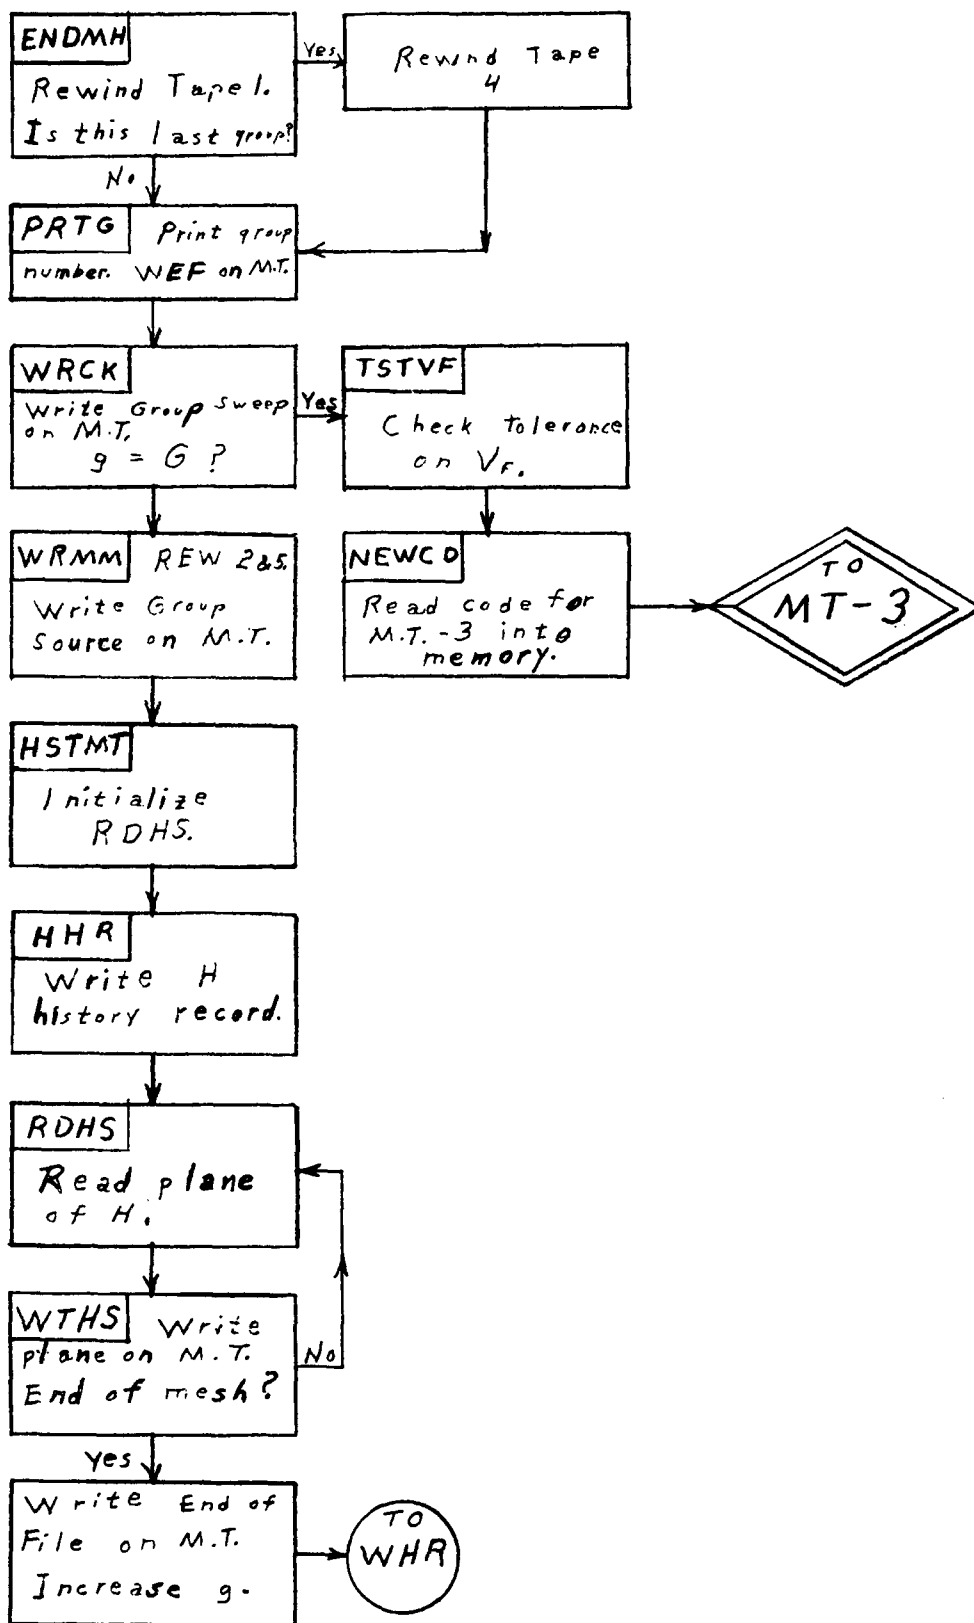 ENDMH
Rewind Tape 1.
Is this last group?
Yes
Rewind Tape
4
No
PRTG Print group
number. WEF on M.T.
WRCK
Write Group Sweep
on M.T.
g = G ?
Yes
TSTVF
Check tolerance
on VF.
WRMM REW 2&5.
Write Group
Source on M.T.
NEWCD
Read code for
M.T.-3 into
memory.
TO
MT-3
HSTMT
Initialize
RDHS.
HHR
Write H
history record.
RDHS
Read plane
of H.
WTHS Write
plane on M.T.
End of mesh?
No
Yes
Write End of
File on M.T.
Increase g.
TO
WHR